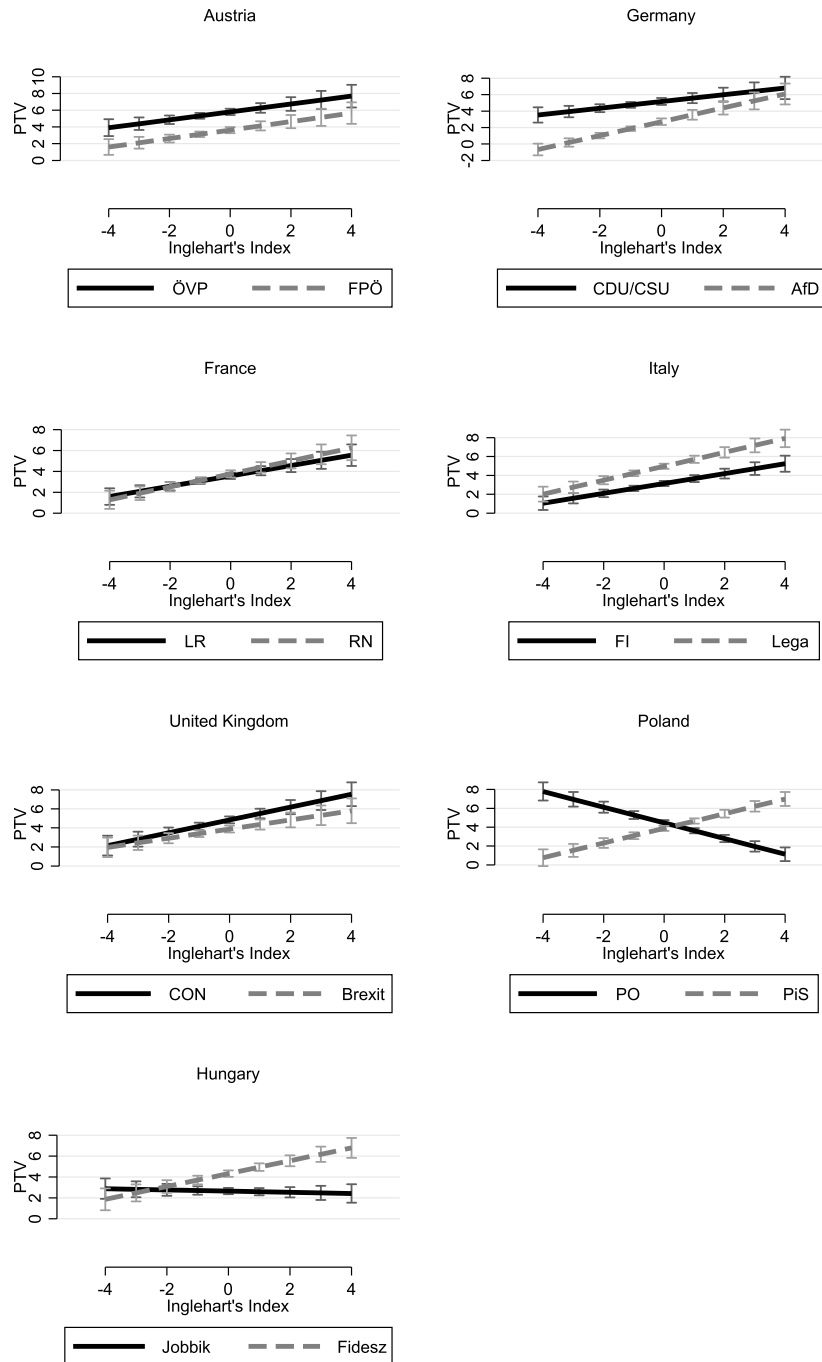 Austria
PTV
0 2 4 6 8 10
-4 -2 0 2 4
Inglehart's Index
ÖVP FPÖ
Germany
PTV
-2 0 2 4 6 8
-4 -2 0 2 4
Inglehart's Index
CDU/CSU AfD
France
PTV
0 2 4 6 8
-4 -2 0 2 4
Inglehart's Index
LR RN
Italy
PTV
0 2 4 6 8
-4 -2 0 2 4
Inglehart's Index
FI Lega
United Kingdom
PTV
0 2 4 6 8
-4 -2 0 2 4
Inglehart's Index
CON Brexit
Poland
PTV
0 2 4 6 8
-4 -2 0 2 4
Inglehart's Index
PO PiS
Hungary
PTV
0 2 4 6 8
-4 -2 0 2 4
Inglehart's Index
Jobbik Fidesz